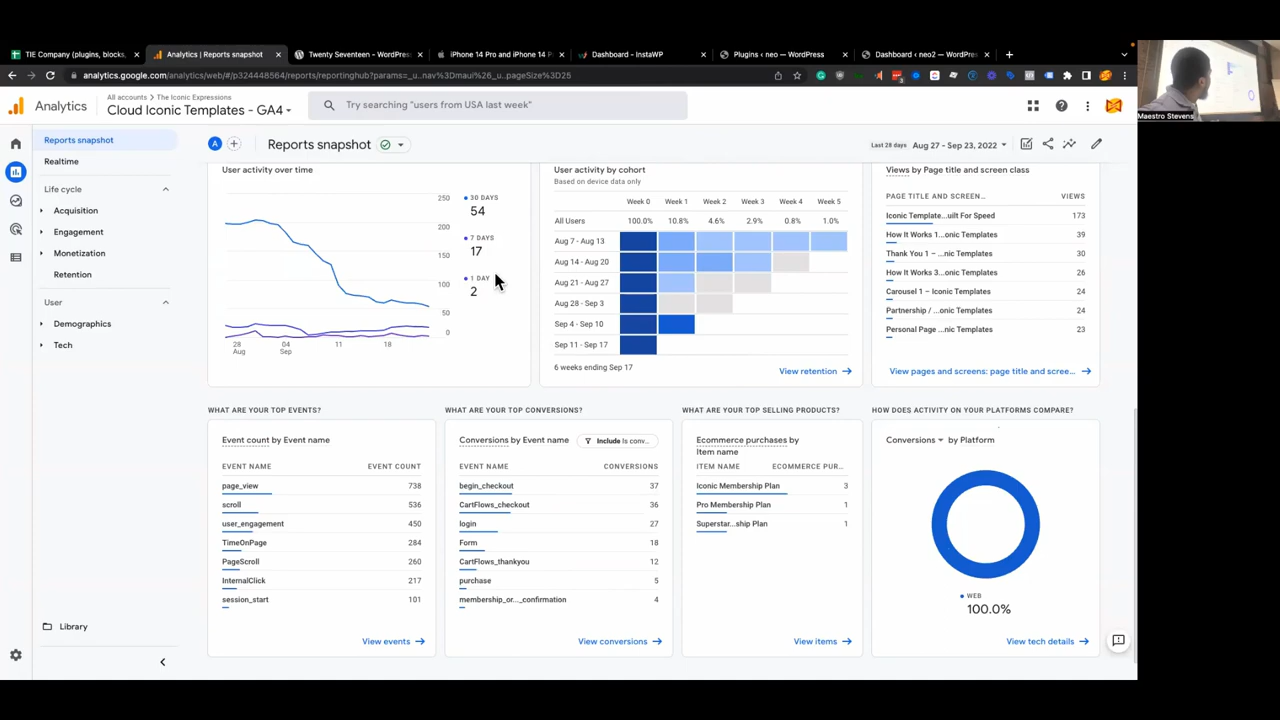 TIE Company (plugins, blocks,
Analytics | Reports snapshot
Twenty Seventeen – WordPres
iPhone 14 Pro and iPhone 14 P
Dashboard - InstaWP
Plugins ‹ neo — WordPress
Dashboard ‹ neo2 — WordPre
analytics.google.com/analytics/web/#/p324448564/reports/reportinghub?params=_u..nav%3Dmaui%26_u..pageSize%3D25
Maestro Stevens
Analytics
All accounts > The Iconic Expressions
Cloud Iconic Templates - GA4
Try searching "users from USA last week"
Reports snapshot
Realtime
Life cycle
Acquisition
Engagement
Monetization
Retention
User
Demographics
Tech
Library
A
Reports snapshot
Last 28 days Aug 27 - Sep 23, 2022
User activity over time
250
200
150
100
50
0
30 DAYS
54
7 DAYS
17
1 DAY
2
28 04 11 18
Aug Sep
User activity by cohort
Based on device data only
Week 0 Week 1 Week 2 Week 3 Week 4 Week 5
All Users 100.0% 10.8% 4.6% 2.9% 0.8% 1.0%
Aug 7 - Aug 13
Aug 14 - Aug 20
Aug 21 - Aug 27
Aug 28 - Sep 3
Sep 4 - Sep 10
Sep 11 - Sep 17
6 weeks ending Sep 17
View retention
Views by Page title and screen class
PAGE TITLE AND SCREEN... VIEWS
Iconic Template...uilt For Speed 173
How It Works 1...onic Templates 39
Thank You 1 – ...nic Templates 30
How It Works 3...onic Templates 26
Carousel 1 – Iconic Templates 24
Partnership / ...onic Templates 24
Personal Page ...nic Templates 23
View pages and screens: page title and scree...
WHAT ARE YOUR TOP EVENTS?
Event count by Event name
EVENT NAME EVENT COUNT
page_view 738
scroll 536
user_engagement 450
TimeOnPage 284
PageScroll 260
InternalClick 217
session_start 101
View events
WHAT ARE YOUR TOP CONVERSIONS?
Conversions by Event name
Include Is conv...
EVENT NAME CONVERSIONS
begin_checkout 37
CartFlows_checkout 36
login 27
Form 18
CartFlows_thankyou 12
purchase 5
membership_or..._confirmation 4
View conversions
WHAT ARE YOUR TOP SELLING PRODUCTS?
Ecommerce purchases by
Item name
ITEM NAME ECOMMERCE PUR...
Iconic Membership Plan 3
Pro Membership Plan 1
Superstar...ship Plan 1
View items
HOW DOES ACTIVITY ON YOUR PLATFORMS COMPARE?
Conversions by Platform
WEB
100.0%
View tech details